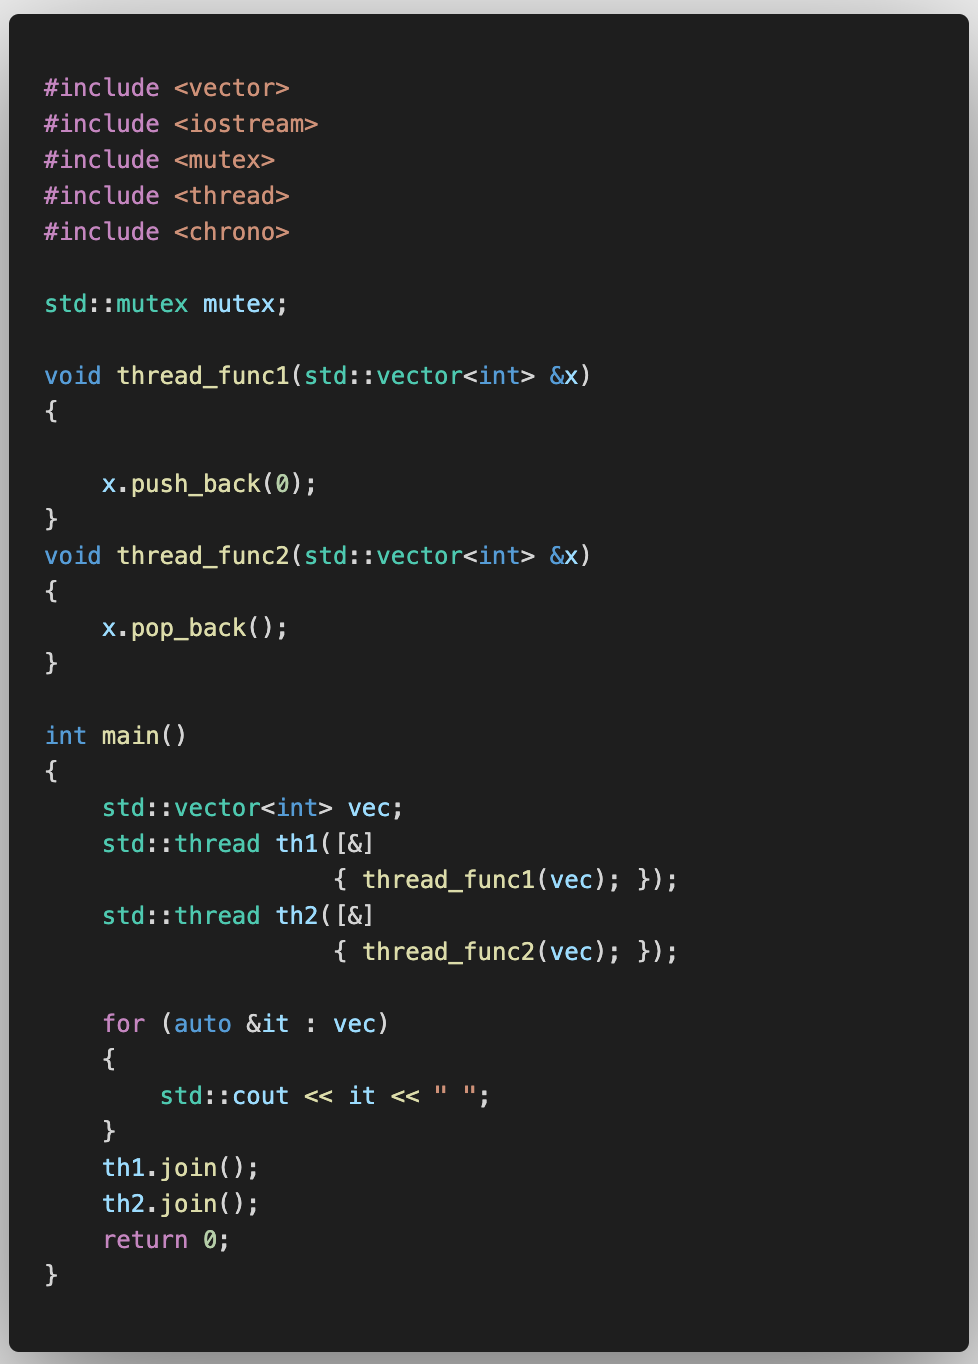 #include <vector>
#include <iostream>
#include <mutex>
#include <thread>
#include <chrono>
std::mutex mutex;
void thread_func1(std::vector<int> &x)
{
x.push_back(0);
}
void thread_func2(std::vector<int> &x)
{
x.pop_back();
}
int main()
{
std::vector<int> vec;
std::thread th1([&]
{ thread_func1(vec); });
std::thread th2([&]
{ thread_func2(vec); });
for (auto &it : vec)
{
std::cout << it << " ";
}
th1.join();
th2.join();
return 0;
}